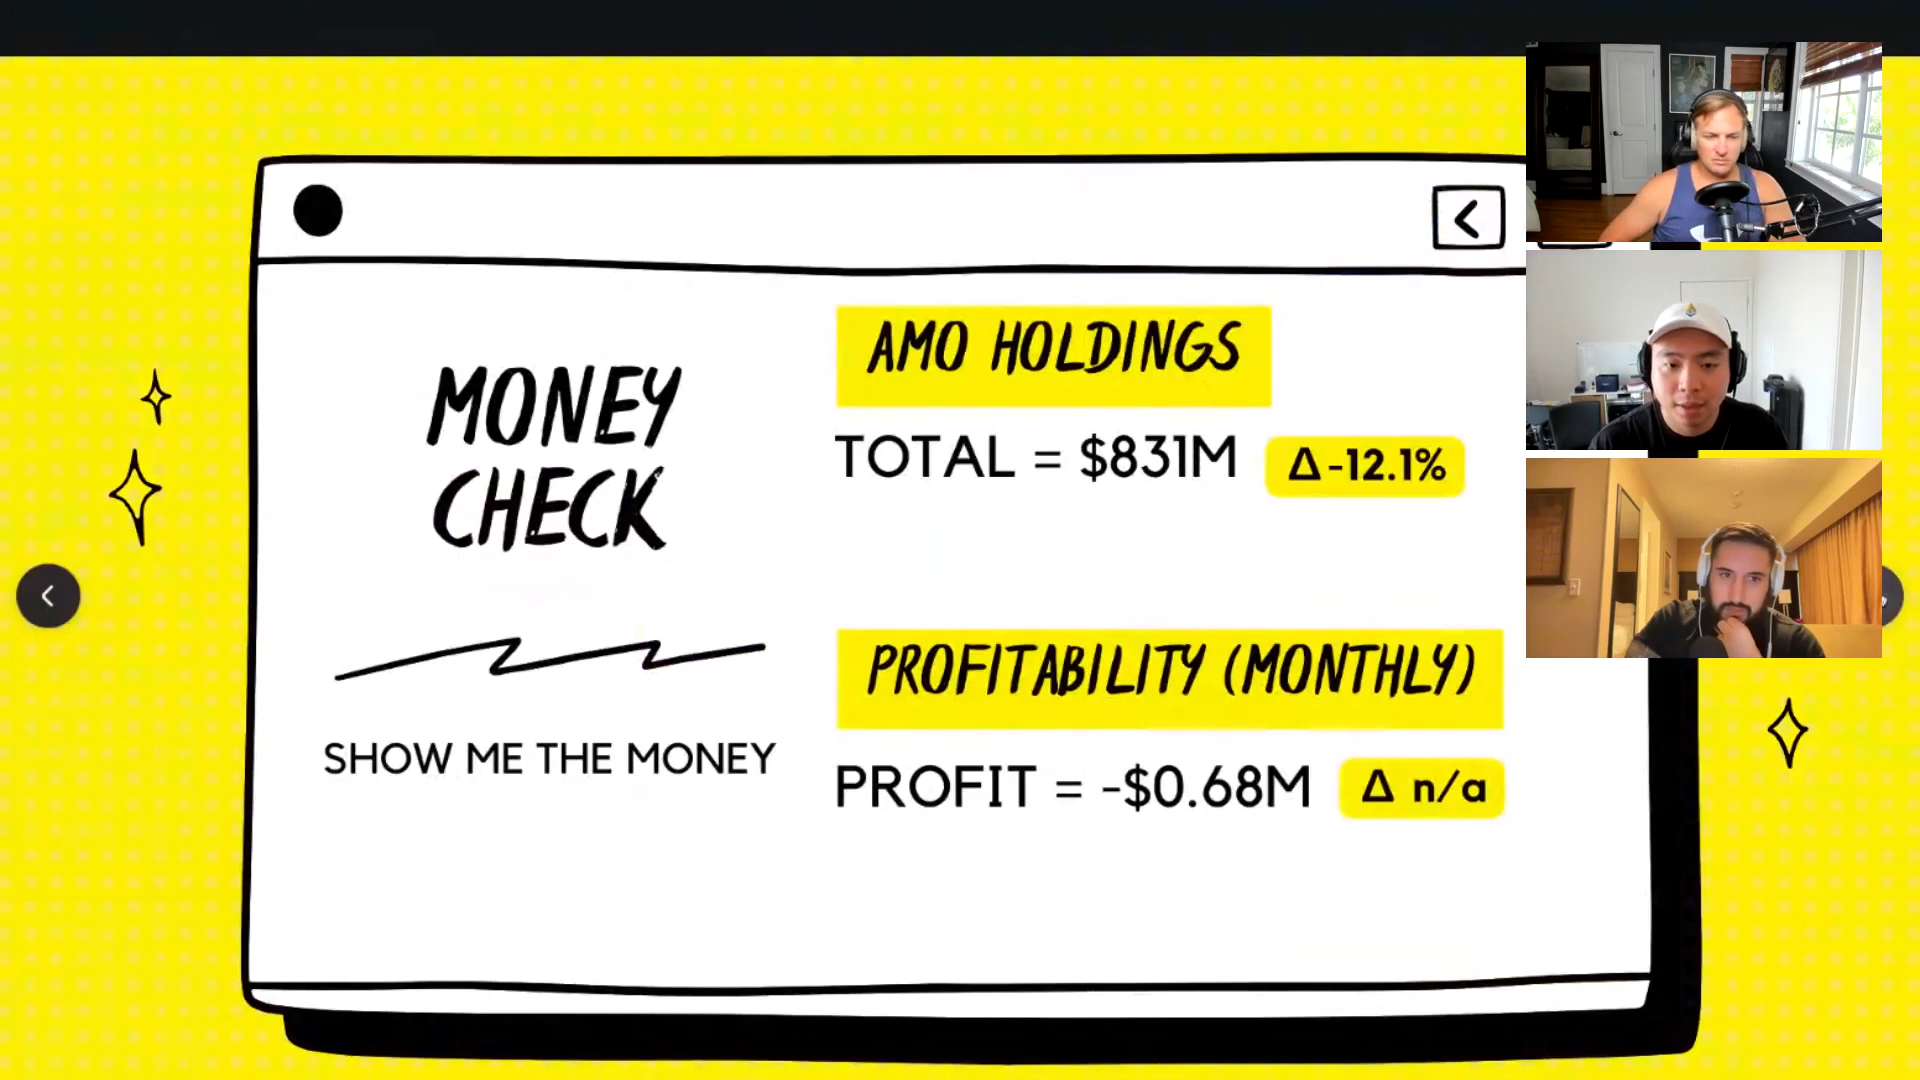 MONEY
CHECK
SHOW ME THE MONEY
AMO HOLDINGS
TOTAL = $831M
Δ -12.1%
PROFITABILITY (MONTHLY)
PROFIT = -$0.68M
Δ n/a